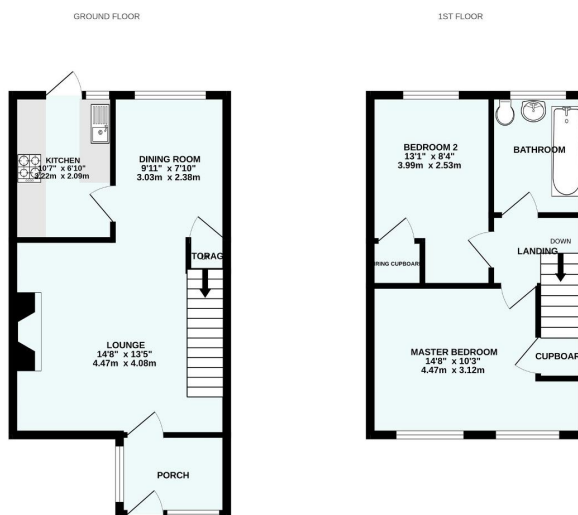 GROUND FLOOR
1ST FLOOR
KITCHEN
10'7" x 6'10"
3.22m x 2.09m
DINING ROOM
9'11" x 7'10"
3.03m x 2.38m
TORAG
LOUNGE
14'8" x 13'5"
4.47m x 4.08m
PORCH
BEDROOM 2
13'1" x 8'4"
3.99m x 2.53m
BATHROOM
RING CUPBOAR
DOWN
LANDING
MASTER BEDROOM
14'8" x 10'3"
4.47m x 3.12m
CUPBOAR